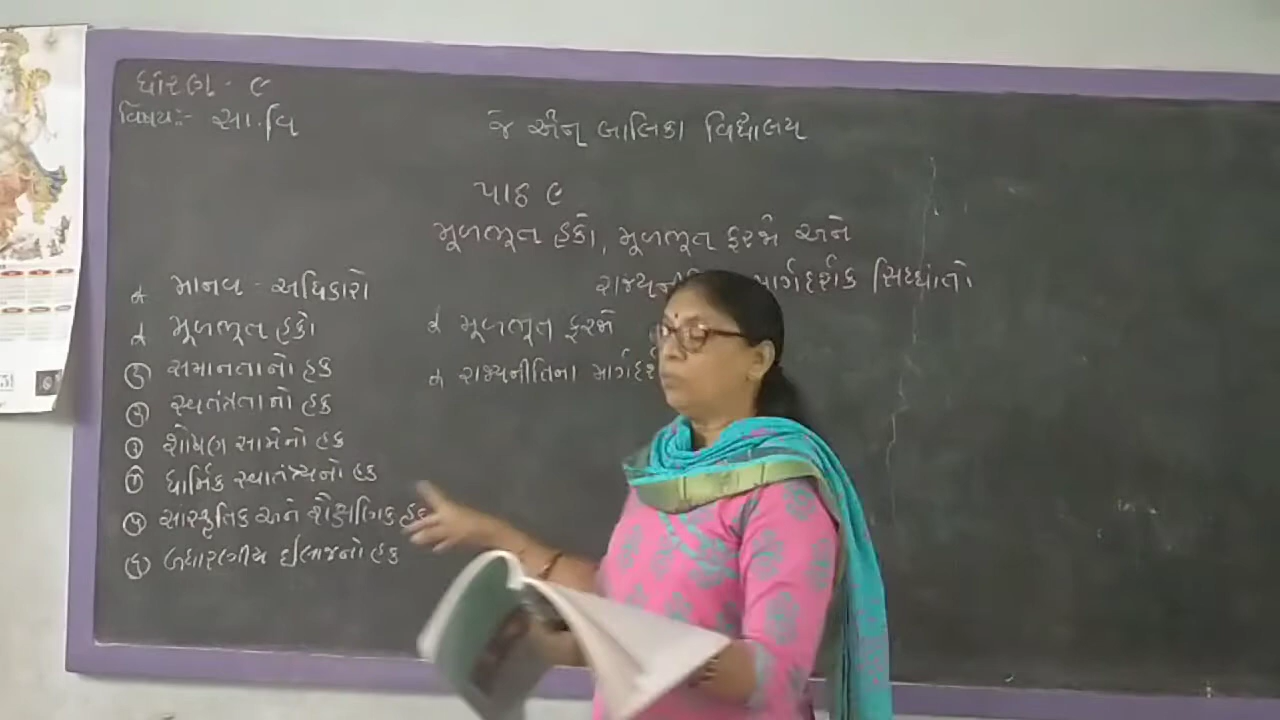 ધોરણ - ૯
વિષય:- સા.વિ
જે એન બાલિકા વિદ્યાલય
પાઠ ૯
મૂળભૂત હકો, મૂળભૂત ફરજો અને
માર્ગદર્શક સિદ્ધાંતો
માનવ - અધિકારો
મૂળભૂત હકો
૧ સમાનતાનો હક
૨ સ્વતંત્રતાનો હક
૩ શોષણ સામેનો હક
૪ ધાર્મિક સ્વાતંત્ર્યનો હક
૫ સાંસ્કૃતિક અને શૈક્ષણિક હક
૬ બંધારણીય ઈલાજનો હક
મૂળભૂત ફરજો
રાજ્યનીતિના